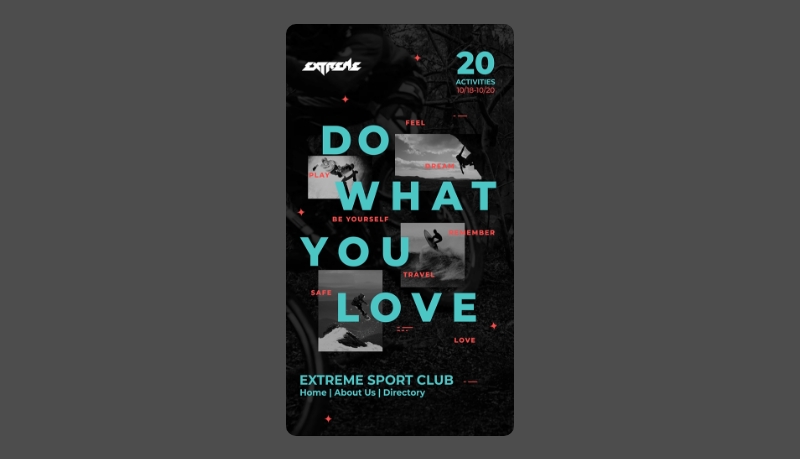 EXTREME
20
ACTIVITIES
10/19-10/20
FEEL
DO
DREAM
PLAY
WHAT
BE YOURSELF
REMEMBER
YOU
TRAVEL
SAFE
LOVE
LOVE
EXTREME SPORT CLUB
Home | About Us | Directory